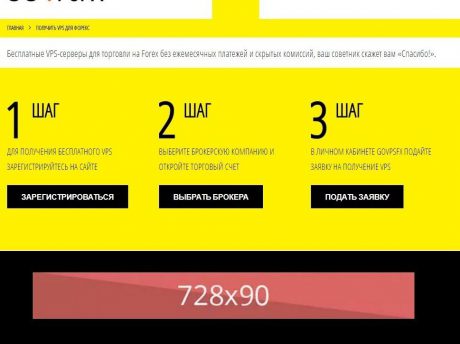 ГЛАВНАЯ > ПОЛУЧИТЬ VPS ДЛЯ ФОРЕКС
Бесплатные VPS-серверы для торговли на Forex без ежемесячных платежей и скрытых комиссий, ваш советник скажет вам «Спасибо!».
1 ШАГ
ДЛЯ ПОЛУЧЕНИЯ БЕСПЛАТНОГО VPS
ЗАРЕГИСТРИРУЙТЕСЬ НА САЙТЕ
ЗАРЕГИСТРИРОВАТЬСЯ
2 ШАГ
ВЫБЕРИТЕ БРОКЕРСКУЮ КОМПАНИЮ И
ОТКРОЙТЕ ТОРГОВЫЙ СЧЕТ
ВЫБРАТЬ БРОКЕРА
3 ШАГ
В ЛИЧНОМ КАБИНЕТЕ GOVPSFX ПОДАЙТЕ
ЗАЯВКУ НА ПОЛУЧЕНИЕ VPS
ПОДАТЬ ЗАЯВКУ
728x90